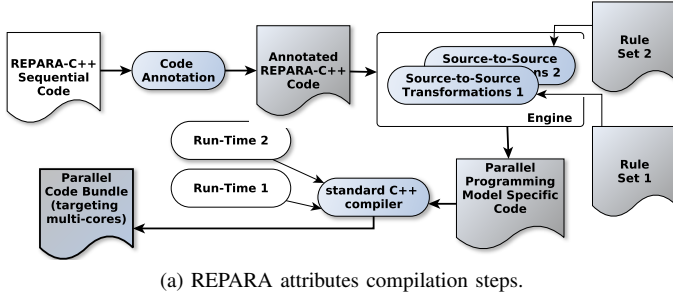 REPARA-C++
Sequential
Code
Code
Annotation
Annotated
REPARA-C++
Code
Source-to-Source
ns 2
Source-to-Source
Transformations 1
Engine
Rule
Set 2
Rule
Set 1
Run-Time 2
Run-Time 1
standard C++
compiler
Parallel
Programming
Model Specific
Code
Parallel
Code Bundle
(targeting
multi-cores)
(a) REPARA attributes compilation steps.